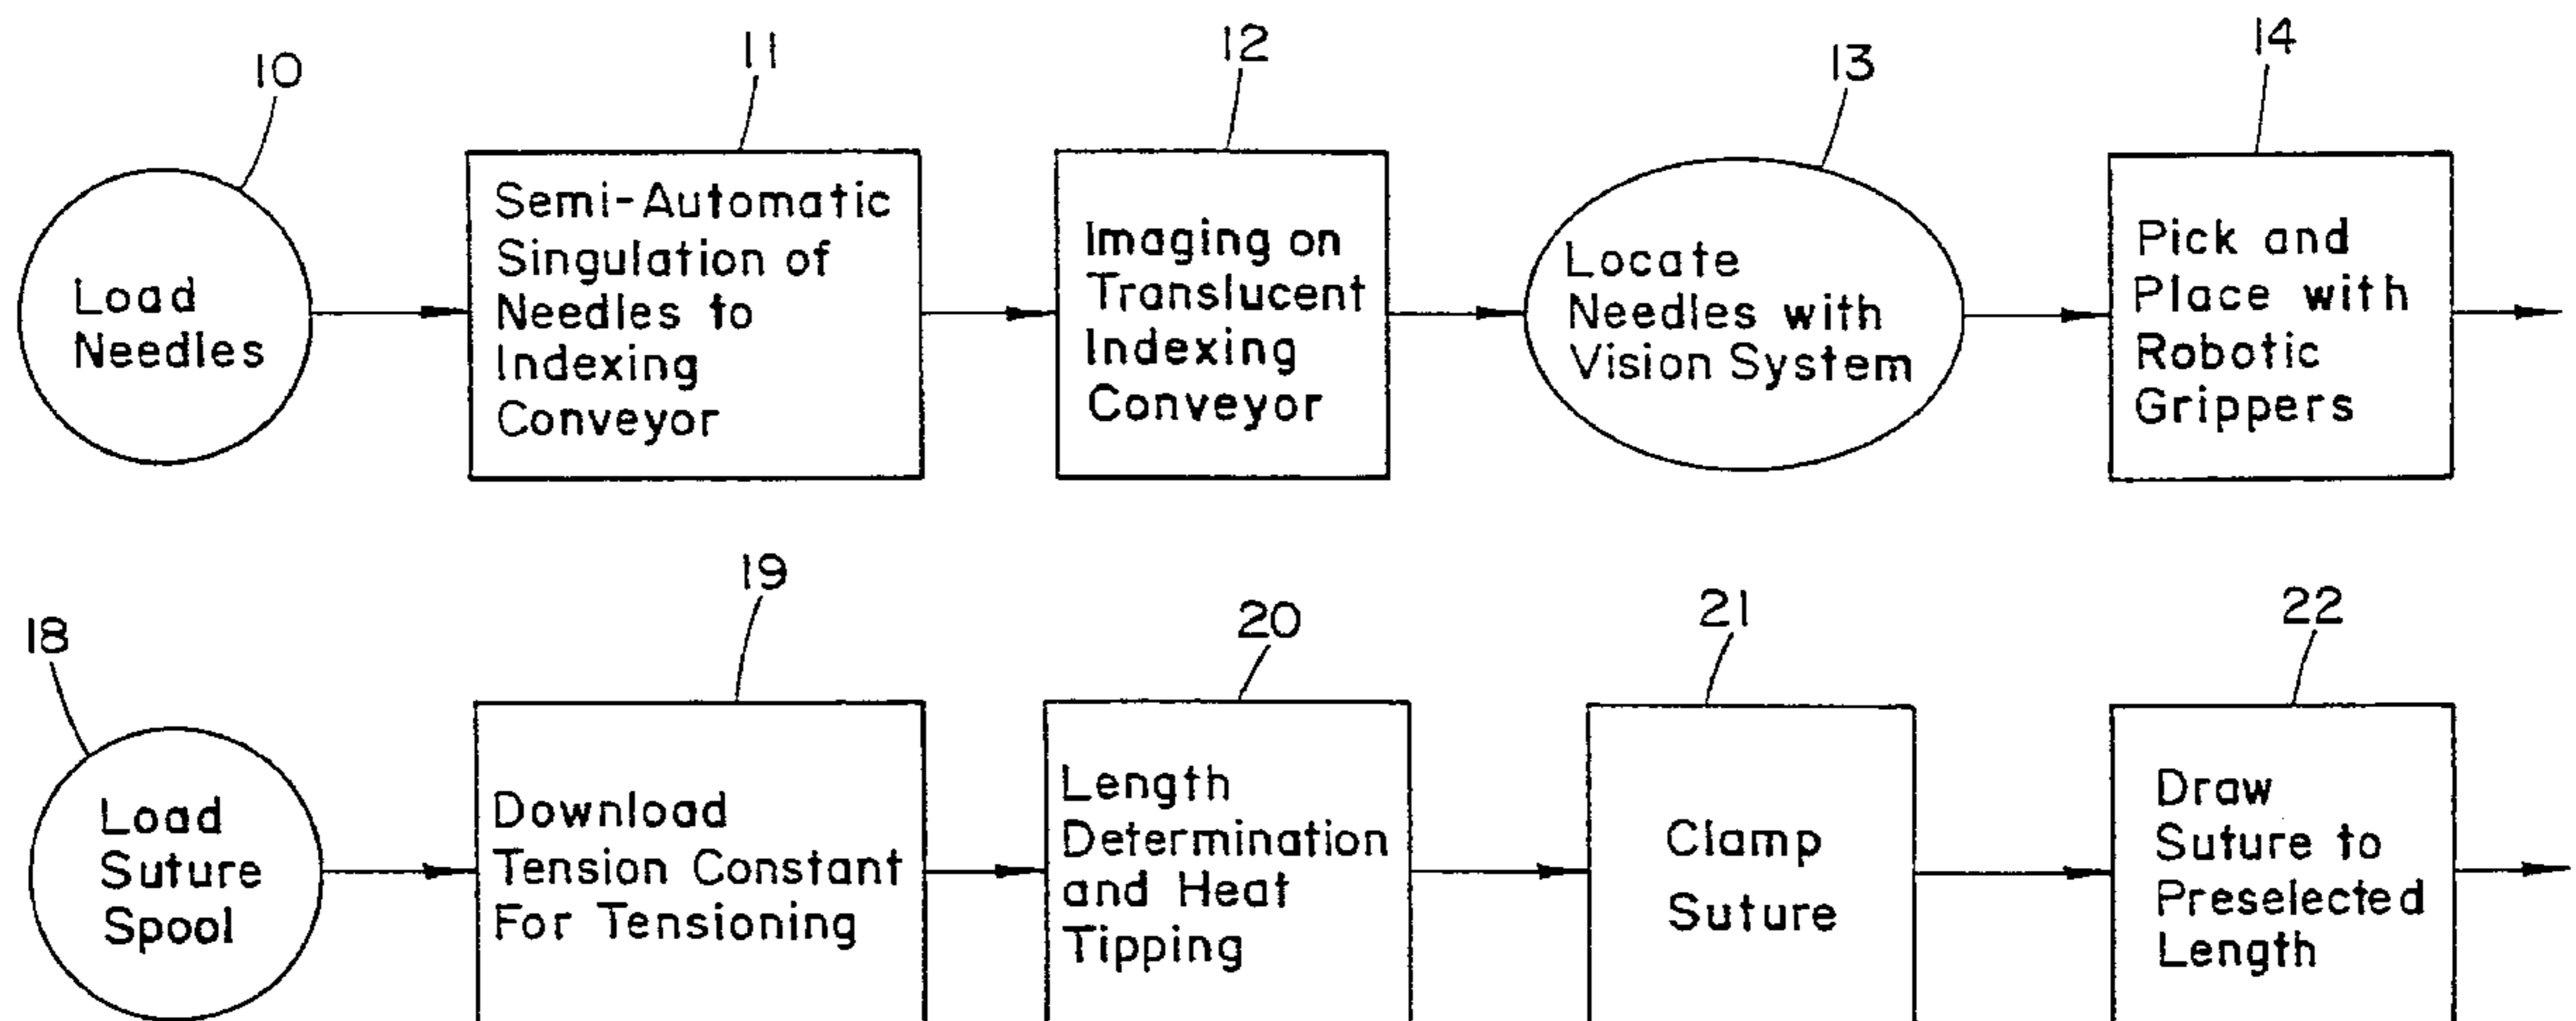 10
11
12
13
14
Load
Needles
Semi-Automatic
Singulation of
Needles to
Indexing
Conveyor
Imaging on
Translucent
Indexing
Conveyor
Locate
Needles with
Vision System
Pick and
Place with
Robotic
Grippers
18
19
20
21
22
Load
Suture
Spool
Download
Tension Constant
For Tensioning
Length
Determination
and Heat
Tipping
Clamp
Suture
Draw
Suture to
Preselected
Length